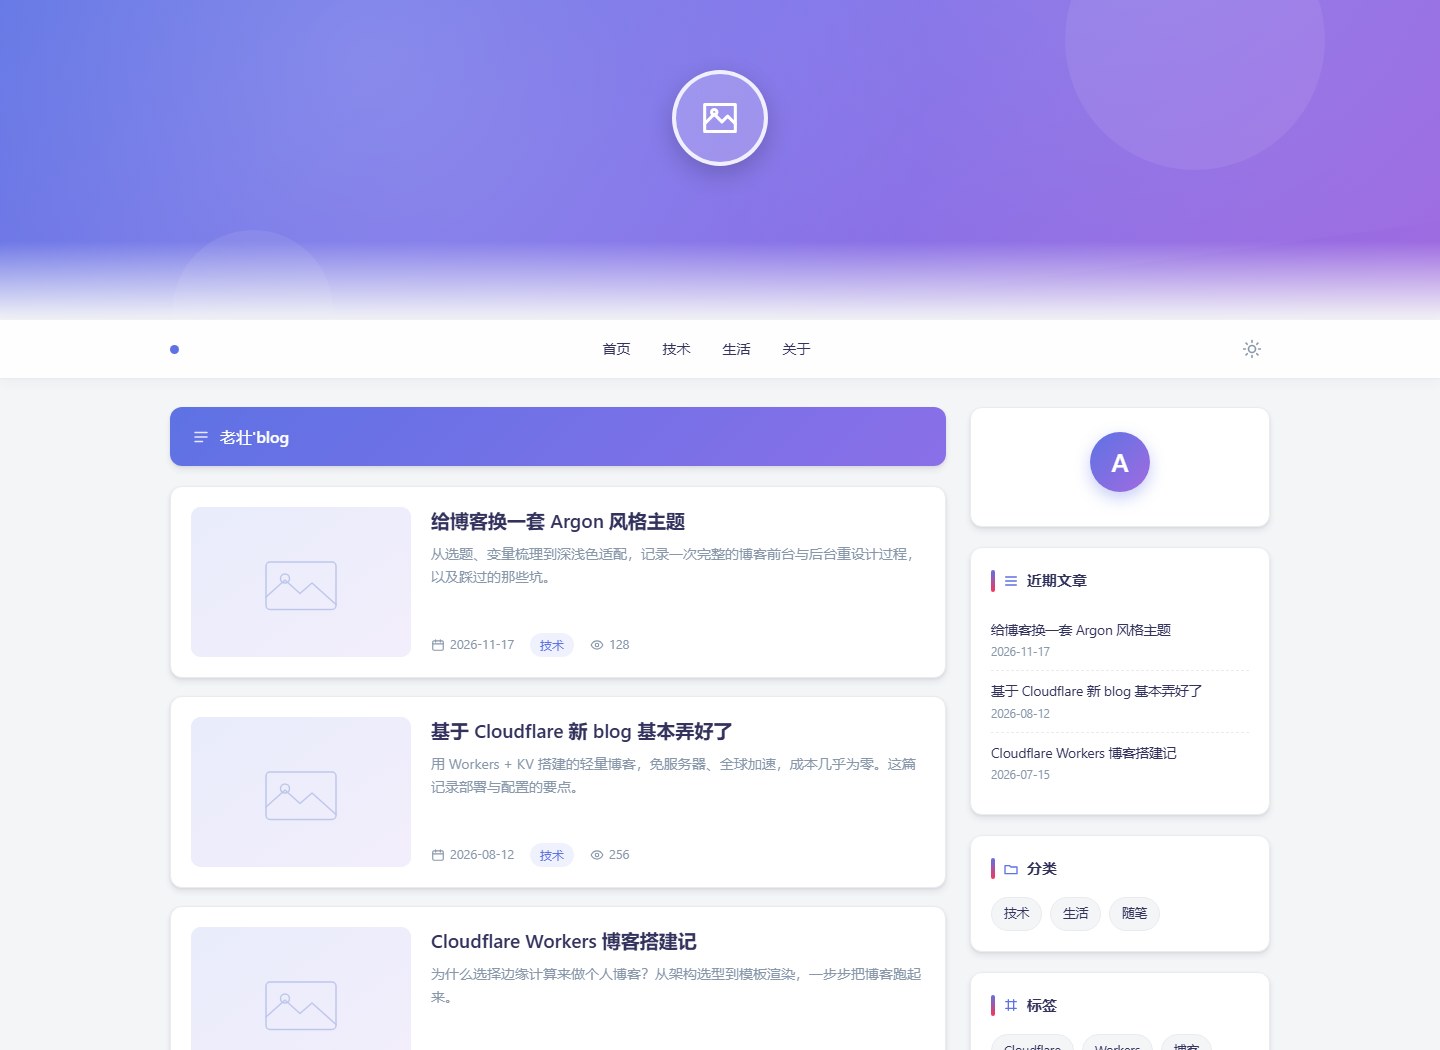 首页 技术 生活 关于
老壮'blog
给博客换一套 Argon 风格主题
从选题、变量梳理到深浅色适配，记录一次完整的博客前台与后台重设计过程，
以及踩过的那些坑。
2026-11-17 技术 128
基于 Cloudflare 新 blog 基本弄好了
用 Workers + KV 搭建的轻量博客，免服务器、全球加速，成本几乎为零。这篇
记录部署与配置的要点。
2026-08-12 技术 256
Cloudflare Workers 博客搭建记
为什么选择边缘计算来做个人博客？从架构选型到模板渲染，一步步把博客跑起
来。
A
近期文章
给博客换一套 Argon 风格主题
2026-11-17
基于 Cloudflare 新 blog 基本弄好了
2026-08-12
Cloudflare Workers 博客搭建记
2026-07-15
分类
技术 生活 随笔
标签
Cloudflare Workers 博客